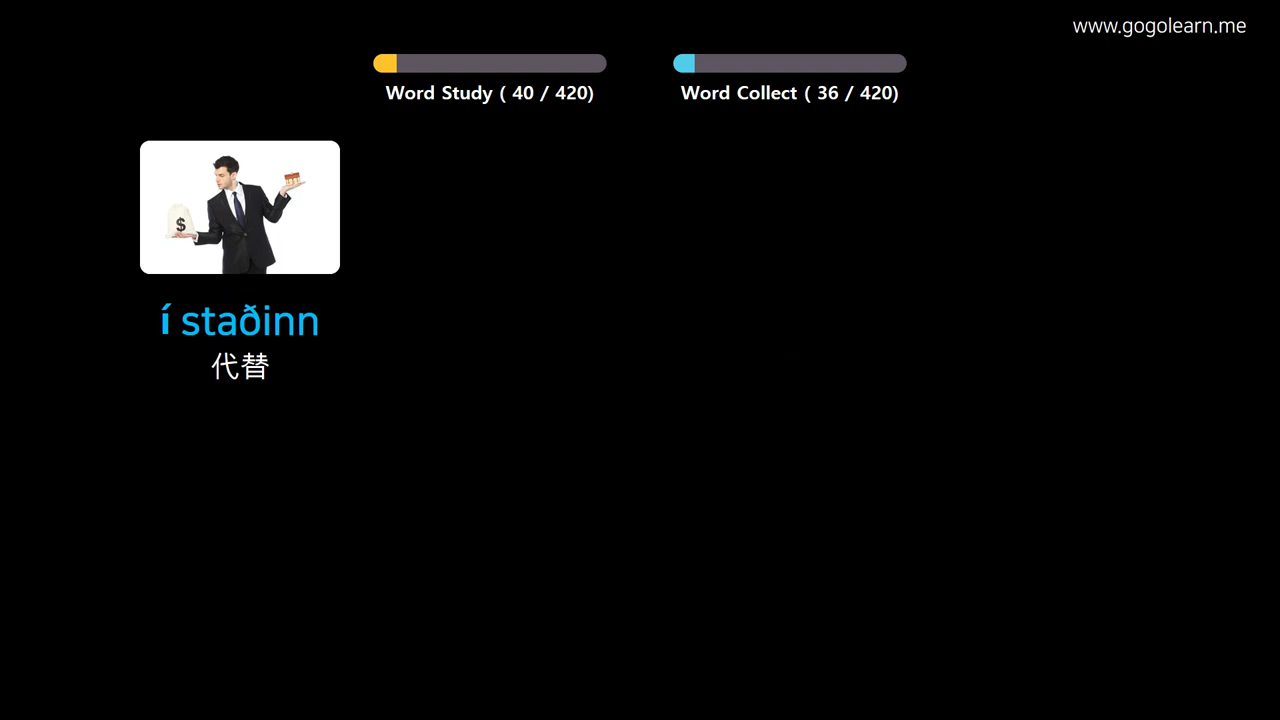 www.gogolearn.me
Word Study ( 40 / 420)
Word Collect ( 36 / 420)
$
í staðinn
代替